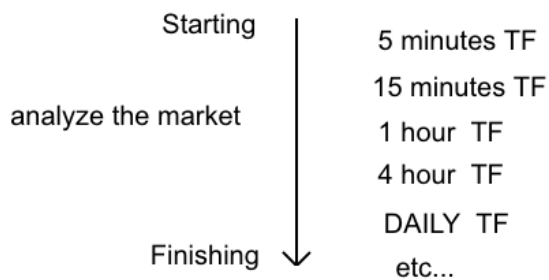 Starting
analyze the market
Finishing
5 minutes TF
15 minutes TF
1 hour TF
4 hour TF
DAILY TF
etc...